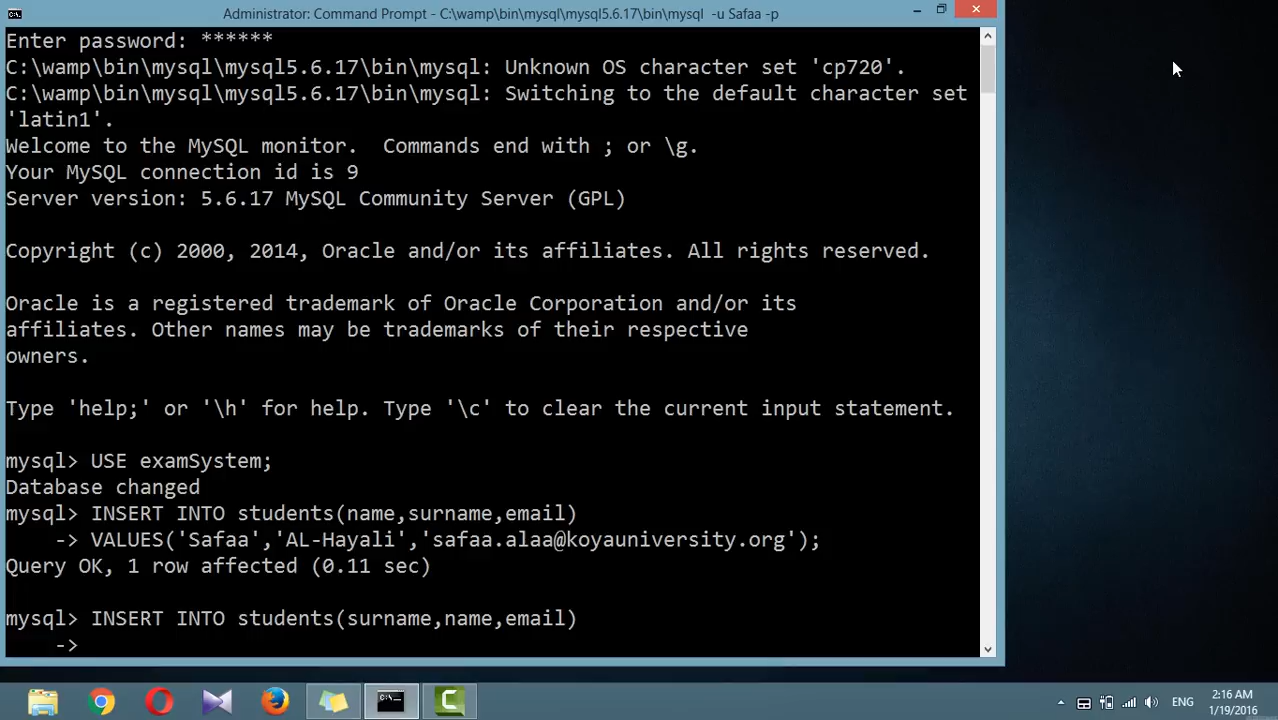 Administrator: Command Prompt - C:\wamp\bin\mysql\mysql5.6.17\bin\mysql -u Safaa -p
Enter password: ******
C:\wamp\bin\mysql\mysql5.6.17\bin\mysql: Unknown OS character set 'cp720'.
C:\wamp\bin\mysql\mysql5.6.17\bin\mysql: Switching to the default character set
'latin1'.
Welcome to the MySQL monitor.  Commands end with ; or \g.
Your MySQL connection id is 9
Server version: 5.6.17 MySQL Community Server (GPL)
Copyright (c) 2000, 2014, Oracle and/or its affiliates. All rights reserved.
Oracle is a registered trademark of Oracle Corporation and/or its
affiliates. Other names may be trademarks of their respective
owners.
Type 'help;' or '\h' for help. Type '\c' to clear the current input statement.
mysql> USE examSystem;
Database changed
mysql> INSERT INTO students(name,surname,email)
    -> VALUES('Safaa','AL-Hayali','safaa.alaa@koyauniversity.org');
Query OK, 1 row affected (0.11 sec)
mysql> INSERT INTO students(surname,name,email)
    ->
C:\.
C
ENG
2:16 AM
1/19/2016